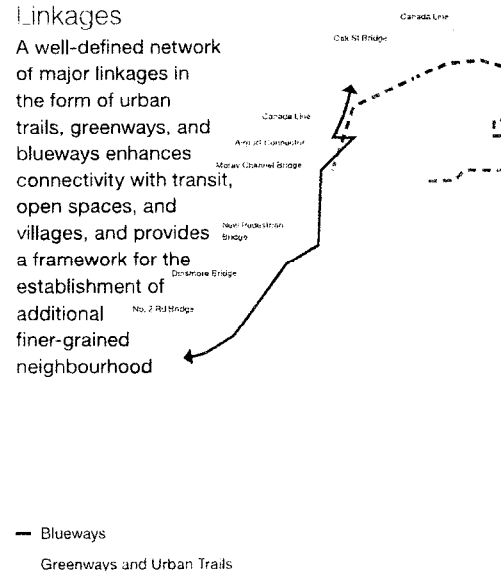 Linkages
A well-defined network
of major linkages in
the form of urban
trails, greenways, and
blueways enhances
connectivity with transit,
open spaces, and
villages, and provides
a framework for the
establishment of
additional
finer-grained
neighbourhood
Canada Line
Oak St Bridge
Canada Line
Airport Connector
Moray Channel Bridge
New Pedestrian
Bridge
Dinsmore Bridge
No. 2 Rd Bridge
Blueways
Greenways and Urban Trails